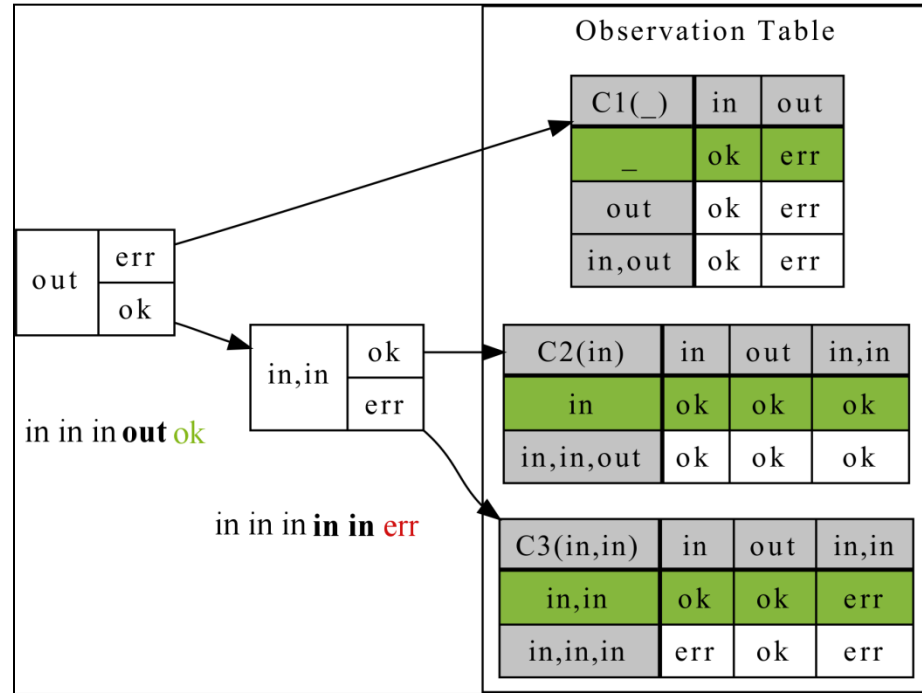 Observation Table
C1(_) in out
_ ok err
out ok err
in,out ok err
out err
ok
in,in ok
err
C2(in) in out in,in
in ok ok ok
in,in,out ok ok ok
in in in out ok
in in in in in err
C3(in,in) in out in,in
in,in ok ok err
in,in,in err ok err